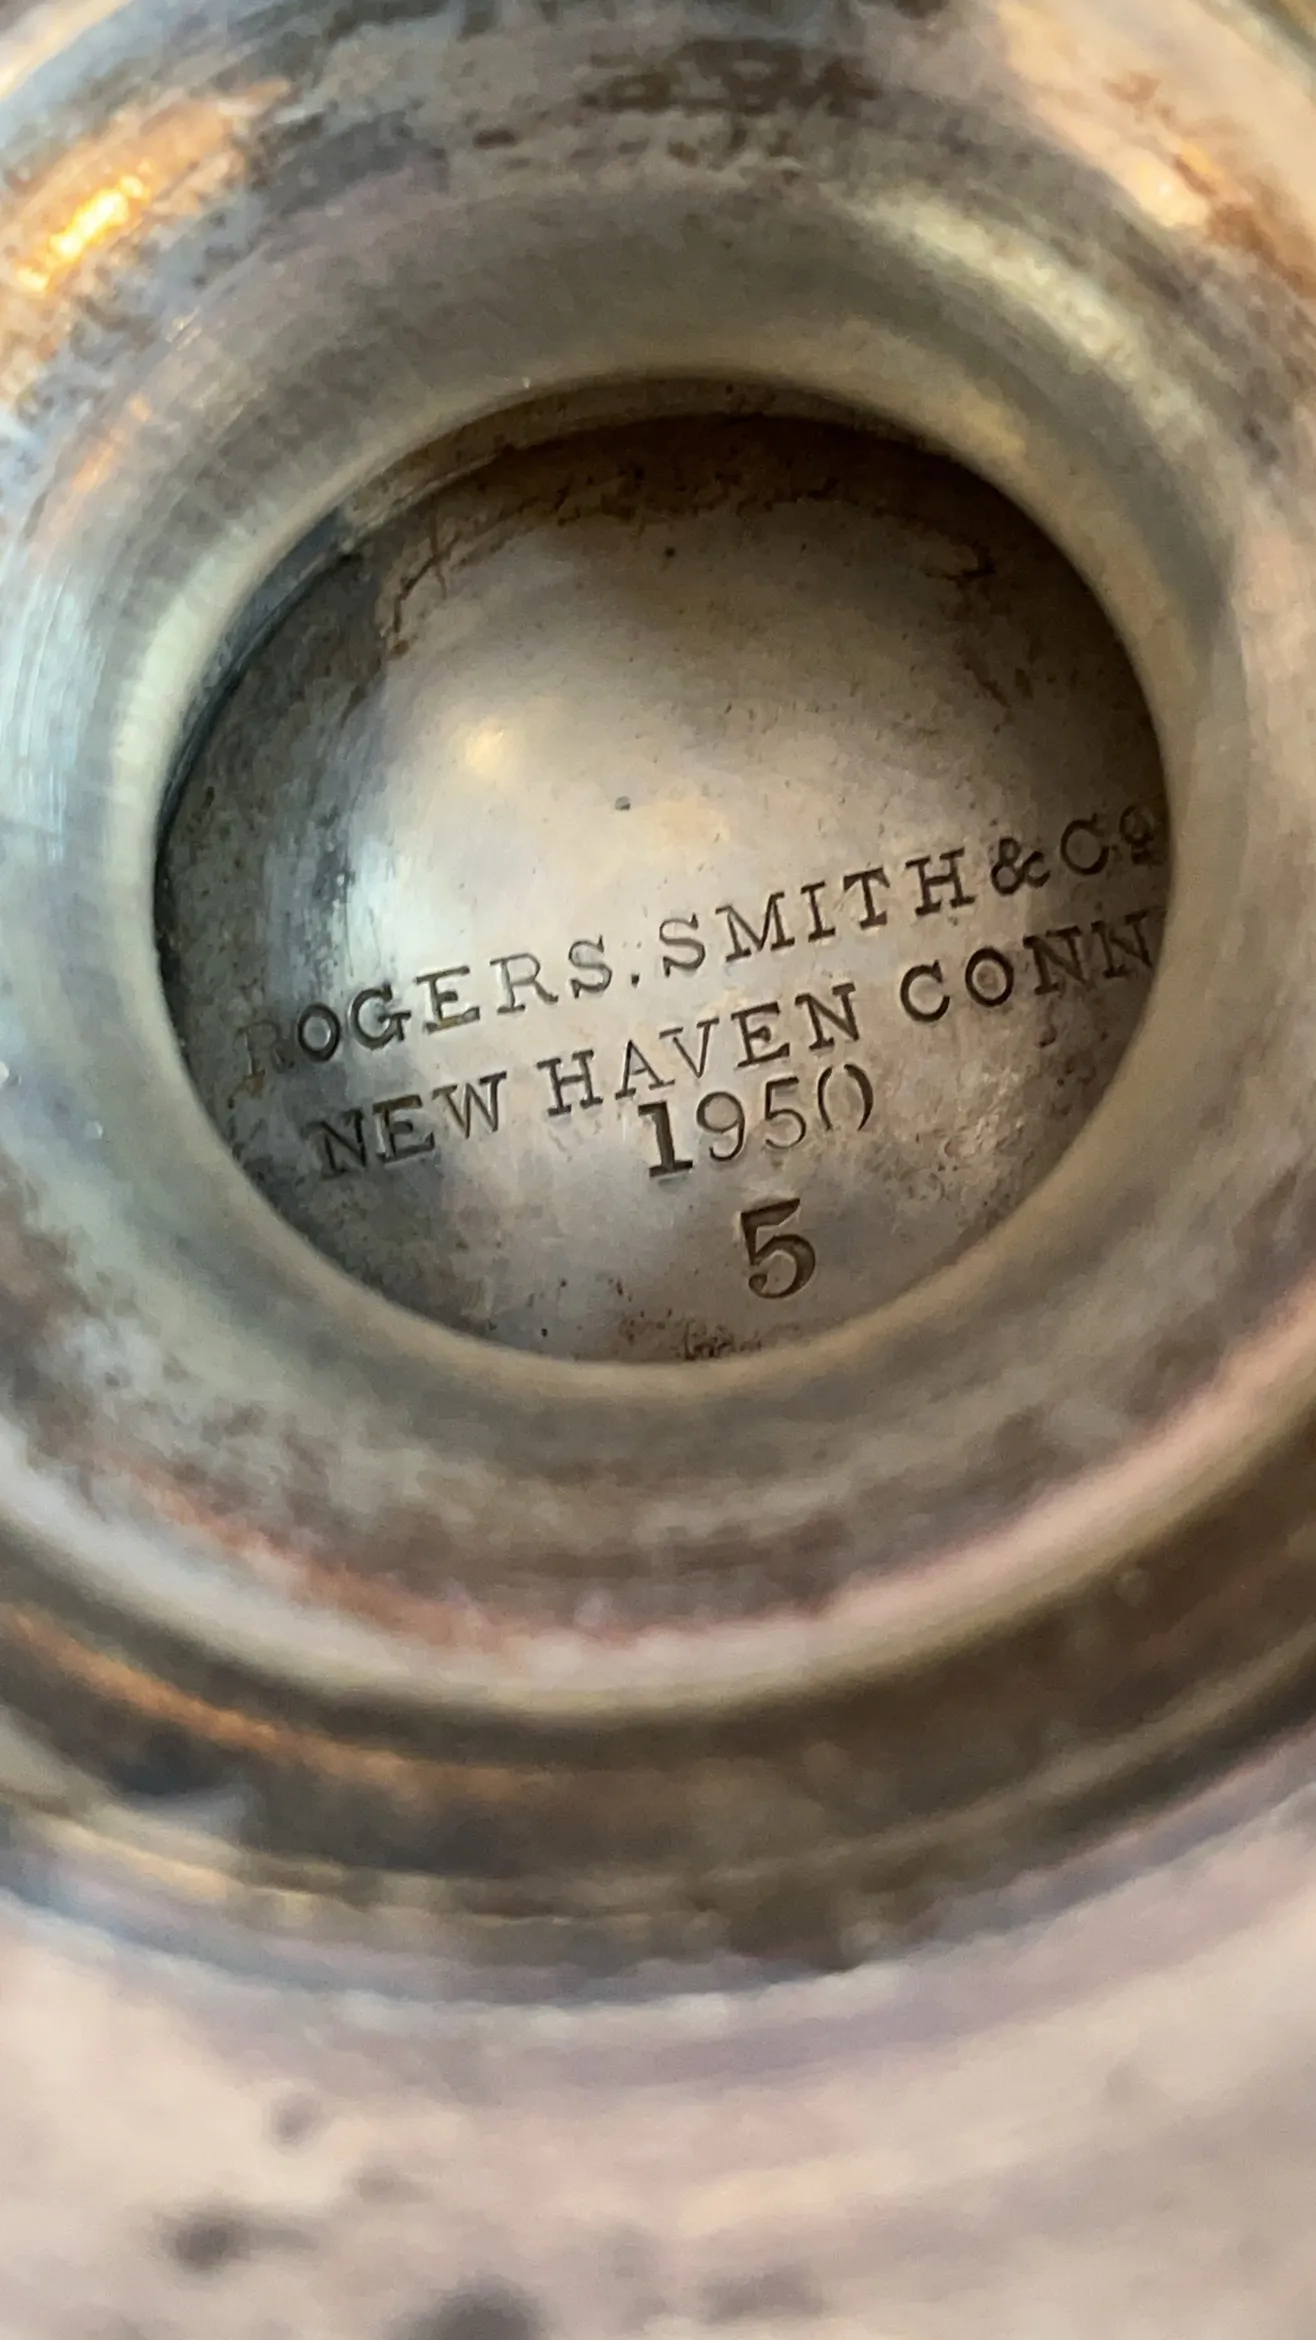 ROGERS. SMITH & Co
NEW HAVEN CONN
1950
5